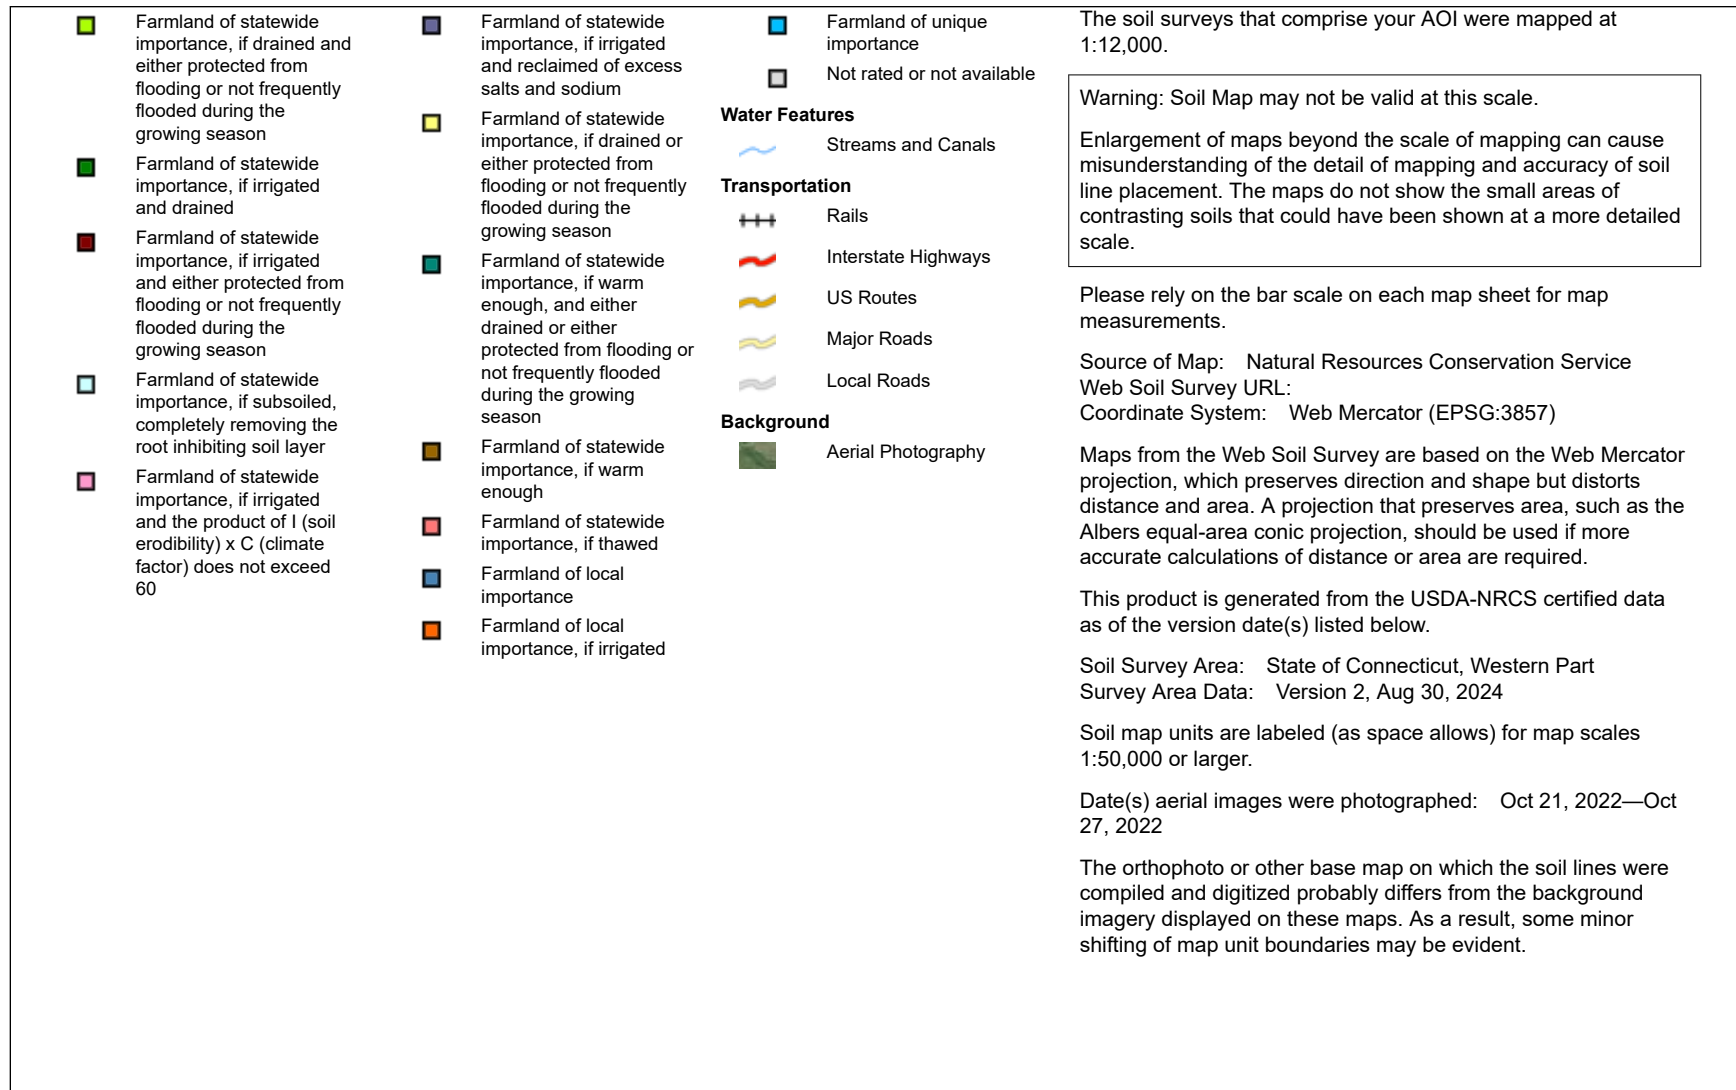 Farmland of statewide
importance, if drained and
either protected from
flooding or not frequently
flooded during the
growing season
Farmland of statewide
importance, if irrigated
and drained
Farmland of statewide
importance, if irrigated
and either protected from
flooding or not frequently
flooded during the
growing season
Farmland of statewide
importance, if subsoiled,
completely removing the
root inhibiting soil layer
Farmland of statewide
importance, if irrigated
and the product of I (soil
erodibility) x C (climate
factor) does not exceed
60
Farmland of statewide
importance, if irrigated
and reclaimed of excess
salts and sodium
Farmland of statewide
importance, if drained or
either protected from
flooding or not frequently
flooded during the
growing season
Farmland of statewide
importance, if warm
enough, and either
drained or either
protected from flooding or
not frequently flooded
during the growing
season
Farmland of statewide
importance, if warm
enough
Farmland of statewide
importance, if thawed
Farmland of local
importance
Farmland of local
importance, if irrigated
Farmland of unique
importance
Not rated or not available
Water Features
Streams and Canals
Transportation
Rails
Interstate Highways
US Routes
Major Roads
Local Roads
Background
Aerial Photography
The soil surveys that comprise your AOI were mapped at
1:12,000.
Warning: Soil Map may not be valid at this scale.
Enlargement of maps beyond the scale of mapping can cause
misunderstanding of the detail of mapping and accuracy of soil
line placement. The maps do not show the small areas of
contrasting soils that could have been shown at a more detailed
scale.
Please rely on the bar scale on each map sheet for map
measurements.
Source of Map: Natural Resources Conservation Service
Web Soil Survey URL:
Coordinate System: Web Mercator (EPSG:3857)
Maps from the Web Soil Survey are based on the Web Mercator
projection, which preserves direction and shape but distorts
distance and area. A projection that preserves area, such as the
Albers equal-area conic projection, should be used if more
accurate calculations of distance or area are required.
This product is generated from the USDA-NRCS certified data
as of the version date(s) listed below.
Soil Survey Area: State of Connecticut, Western Part
Survey Area Data: Version 2, Aug 30, 2024
Soil map units are labeled (as space allows) for map scales
1:50,000 or larger.
Date(s) aerial images were photographed: Oct 21, 2022—Oct
27, 2022
The orthophoto or other base map on which the soil lines were
compiled and digitized probably differs from the background
imagery displayed on these maps. As a result, some minor
shifting of map unit boundaries may be evident.